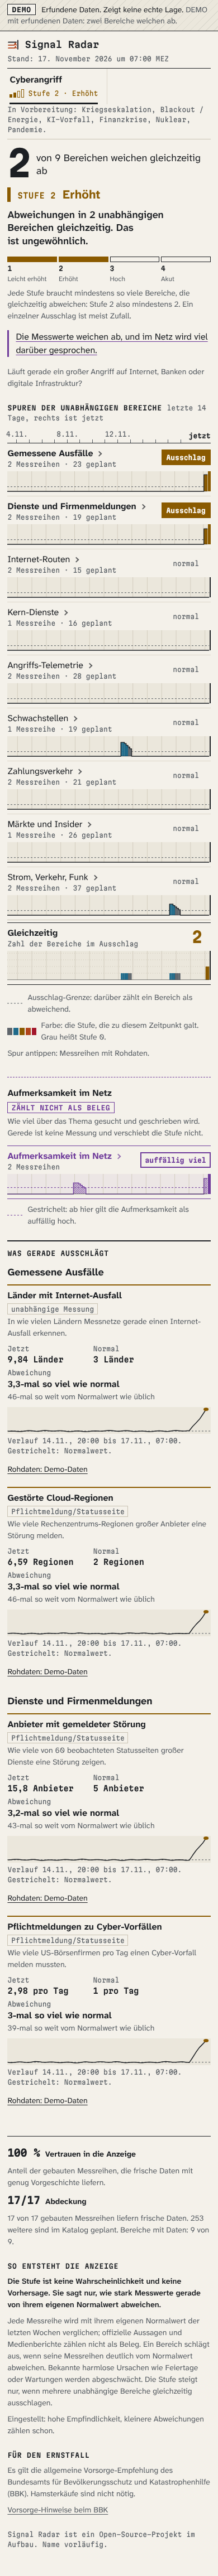 DEMO Erfundene Daten. Zeigt keine echte Lage. DEMO
mit erfundenen Daten: zwei Bereiche weichen ab.
Signal Radar
Stand: 17. November 2026 um 07:00 MEZ
Cyberangriff
Stufe 2 · Erhöht
In Vorbereitung: Kriegseskalation, Blackout /
Energie, KI-Vorfall, Finanzkrise, Nuklear,
Pandemie.
2 von 9 Bereichen weichen gleichzeitig
ab
STUFE 2 Erhöht
Abweichungen in 2 unabhängigen
Bereichen gleichzeitig. Das
ist ungewöhnlich.
1 2 3 4
Leicht erhöht Erhöht Hoch Akut
Jede Stufe braucht mindestens so viele Bereiche, die
gleichzeitig abweichen: Stufe 2 also mindestens 2. Ein
einzelner Ausschlag ist meist Zufall.
Die Messwerte weichen ab, und im Netz wird viel
darüber gesprochen.
Läuft gerade ein großer Angriff auf Internet, Banken oder
digitale Infrastruktur?
SPUREN DER UNABHÄNGIGEN BEREICHE letzte 14
Tage, rechts ist jetzt
4.11. 8.11. 12.11. jetzt
Gemessene Ausfälle > Ausschlag
2 Messreihen · 23 geplant
Dienste und Firmenmeldungen > Ausschlag
2 Messreihen · 19 geplant
Internet-Routen > normal
2 Messreihen · 15 geplant
Kern-Dienste > normal
1 Messreihe · 16 geplant
Angriffs-Telemetrie > normal
2 Messreihen · 28 geplant
Schwachstellen > normal
1 Messreihe · 19 geplant
Zahlungsverkehr > normal
2 Messreihen · 21 geplant
Märkte und Insider > normal
1 Messreihe · 26 geplant
Strom, Verkehr, Funk > normal
2 Messreihen · 37 geplant
Gleichzeitig 2
Zahl der Bereiche im Ausschlag
Ausschlag-Grenze: darüber zählt ein Bereich als
abweichend.
Farbe: die Stufe, die zu diesem Zeitpunkt galt.
Grau heißt Stufe 0.
Spur antippen: Messreihen mit Rohdaten.
Aufmerksamkeit im Netz
ZÄHLT NICHT ALS BELEG
Wie viel über das Thema gesucht und geschrieben wird.
Gerede ist keine Messung und verschiebt die Stufe nicht.
Aufmerksamkeit im Netz > auffällig viel
2 Messreihen
Gestrichelt: ab hier gilt die Aufmerksamkeit als
auffällig hoch.
WAS GERADE AUSSCHLÄGT
Gemessene Ausfälle
Länder mit Internet-Ausfall
unabhängige Messung
In wie vielen Ländern Messnetze gerade einen Internet-
Ausfall erkennen.
Jetzt Normal
9,84 Länder 3 Länder
Abweichung
3,3-mal so viel wie normal
46-mal so weit vom Normalwert wie üblich
Verlauf 14.11., 20:00 bis 17.11., 07:00.
Gestrichelt: Normalwert.
Rohdaten: Demo-Daten
Gestörte Cloud-Regionen
Pflichtmeldung/Statusseite
Wie viele Rechenzentrums-Regionen großer Anbieter eine
Störung melden.
Jetzt Normal
6,59 Regionen 2 Regionen
Abweichung
3,3-mal so viel wie normal
46-mal so weit vom Normalwert wie üblich
Verlauf 14.11., 20:00 bis 17.11., 07:00.
Gestrichelt: Normalwert.
Rohdaten: Demo-Daten
Dienste und Firmenmeldungen
Anbieter mit gemeldeter Störung
Pflichtmeldung/Statusseite
Wie viele von 60 beobachteten Statusseiten großer
Dienste eine Störung zeigen.
Jetzt Normal
15,8 Anbieter 5 Anbieter
Abweichung
3,2-mal so viel wie normal
43-mal so weit vom Normalwert wie üblich
Verlauf 14.11., 20:00 bis 17.11., 07:00.
Gestrichelt: Normalwert.
Rohdaten: Demo-Daten
Pflichtmeldungen zu Cyber-Vorfällen
Pflichtmeldung/Statusseite
Wie viele US-Börsenfirmen pro Tag einen Cyber-Vorfall
melden mussten.
Jetzt Normal
2,98 pro Tag 1 pro Tag
Abweichung
3-mal so viel wie normal
39-mal so weit vom Normalwert wie üblich
Verlauf 14.11., 20:00 bis 17.11., 07:00.
Gestrichelt: Normalwert.
Rohdaten: Demo-Daten
100 % Vertrauen in die Anzeige
Anteil der gebauten Messreihen, die frische Daten mit
genug Vorgeschichte liefern.
17/17 Abdeckung
17 von 17 gebauten Messreihen liefern frische Daten. 253
weitere sind im Katalog geplant. Bereiche mit Daten: 9 von
9.
SO ENTSTEHT DIE ANZEIGE
Die Stufe ist keine Wahrscheinlichkeit und keine
Vorhersage. Sie sagt nur, wie stark Messwerte gerade
von ihrem eigenen Normalwert abweichen.
Jede Messreihe wird mit ihrem eigenen Normalwert der
letzten Wochen verglichen; offizielle Aussagen und
Medienberichte zählen nicht als Beleg. Ein Bereich schlägt
aus, wenn seine Messreihen deutlich vom Normalwert
abweichen. Bekannte harmlose Ursachen wie Feiertage
oder Wartungen werden abgeschwächt. Die Stufe steigt
nur, wenn mehrere unabhängige Bereiche gleichzeitig
ausschlagen.
Eingestellt: hohe Empfindlichkeit, kleinere Abweichungen
zählen schon.
FÜR DEN ERNSTFALL
Es gilt die allgemeine Vorsorge-Empfehlung des
Bundesamts für Bevölkerungsschutz und Katastrophenhilfe
(BBK). Hamsterkäufe sind nicht nötig.
Vorsorge-Hinweise beim BBK
Signal Radar ist ein Open-Source-Projekt im
Aufbau. Name vorläufig.